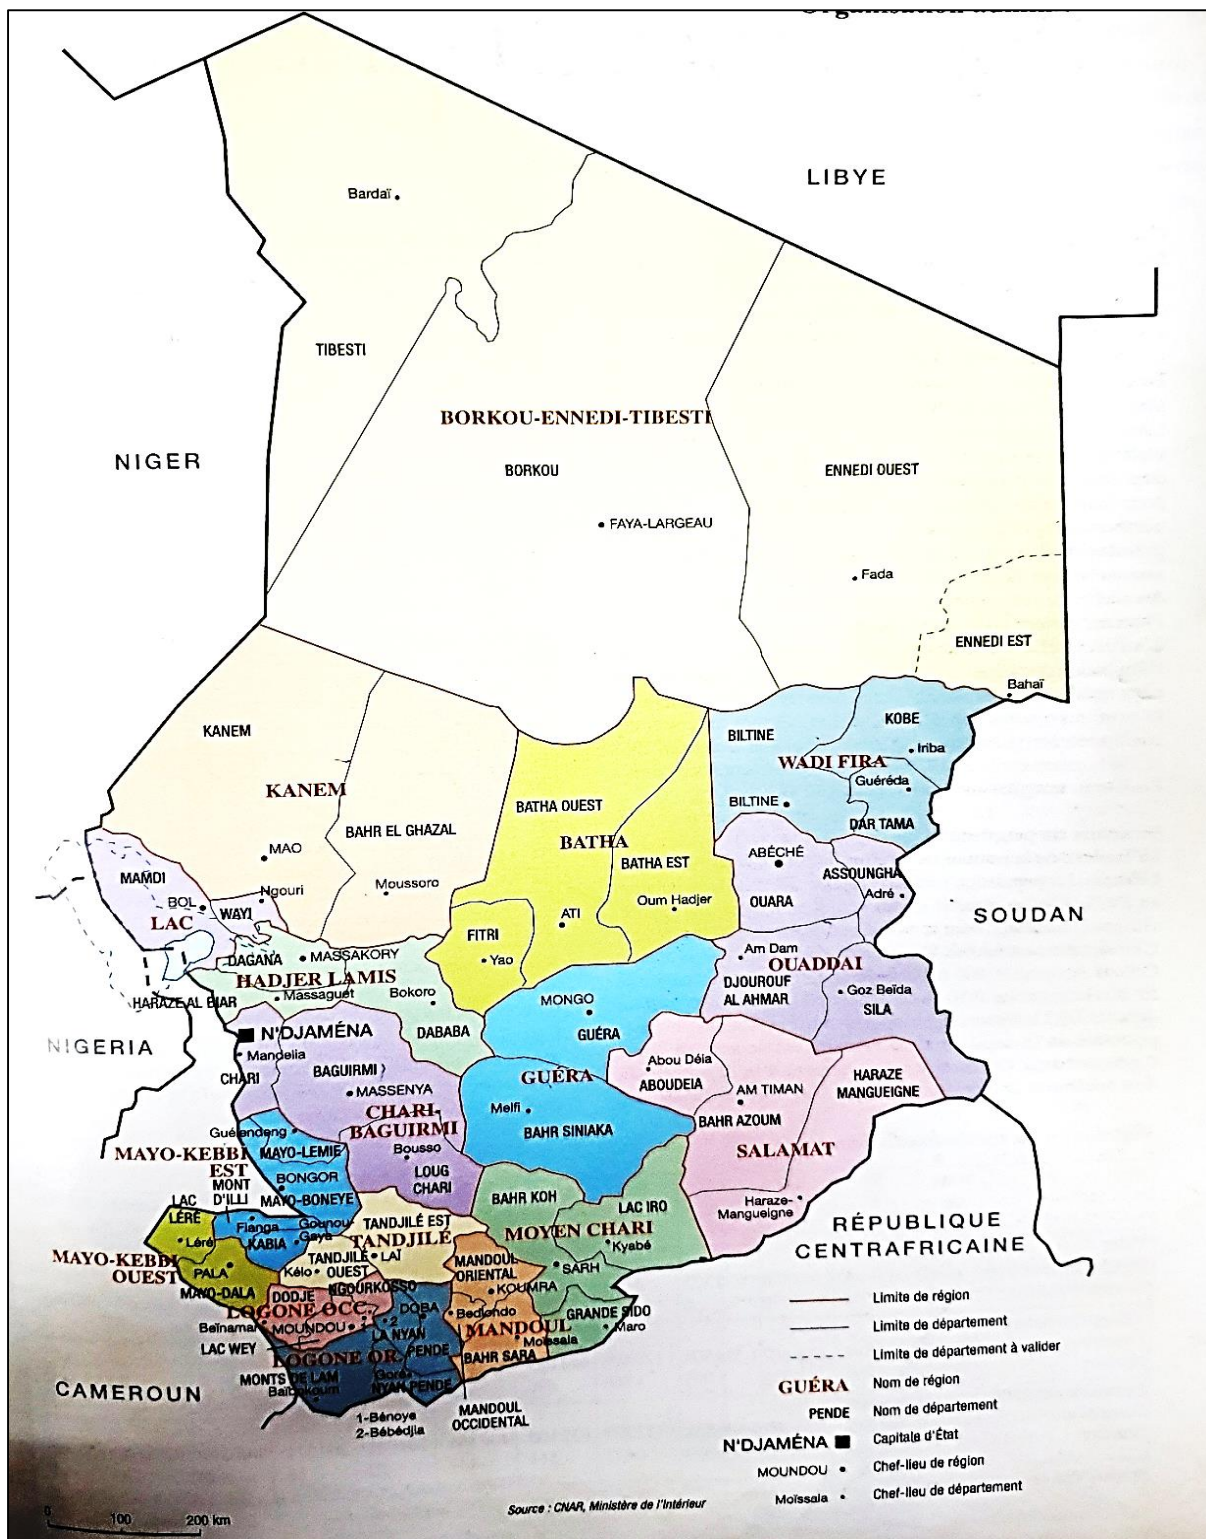 LIBYE
Bardaï
TIBESTI
BORKOU-ENNEDI-TIBESTI
NIGER
BORKOU
ENNEDI OUEST
FAYA-LARGEAU
Fada
ENNEDI EST
Bahaï
KANEM
BILTINE
KOBE
Iriba
WADI FIRA
KANEM
Guéréda
BATHA OUEST
BILTINE
BAHR EL GHAZAL
DAR TAMA
BATHA
MAO
BATHA EST
ABÉCHÉ
ASSOUNGHA
MAMDI
Moussoro
Ngouri
Oum Hadjer
OUARA
Adré
BOL
WAYI
ATI
SOUDAN
LAC
FITRI
DAGANA
MASSAKORY
Yao
Am Dam
OUADDAI
HADJER LAMIS
DJOUROUF
AL AHMAR
Goz Beïda
HARAZE AL BIAR
Massaguet
Bokoro
MONGO
SILA
N'DJAMÉNA
DABABA
GUÉRA
NIGERIA
Mandelia
BAGUIRMI
Abou Déia
CHARI
GUÉRA
ABOUDEIA
HARAZE
MANGUEIGNE
MASSENYA
AM TIMAN
CHARI-
BAGUIRMI
Melfi
BAHR AZOUM
Guélendeng
BAHR SINIAKA
MAYO-KEBBI
EST
MAYO-LEMIE
Bousso
SALAMAT
MONT
D'ILLI
BONGOR
LOUG
CHARI
LAC
LÉRÉ
MAYO-BONEYE
BAHR KOH
LAC IRO
Haraze-
Mangueigne
Fianga
Gounou-
Gaya
TANDJILÉ EST
TANDJILÉ
MOYEN CHARI
RÉPUBLIQUE
CENTRAFRICAINE
Léré
KABIA
Laï
Kyabé
MAYO-KEBBI
OUEST
PALA
Kélo
TANDJILÉ
OUEST
MANDOUL
ORIENTAL
SARH
MAYO-DALA
DODJE
NGOURKOSSO
KOUMRA
LOGONE OCC.
DOBA
Bediondo
GRANDE SIDO
Beïnamar
MOUNDOU
1
2
MANDOUL
Maro
LAC WEY
LA NYAN
PENDE
Moïssala
LOGONE OR.
BAHR SARA
CAMEROUN
MONTS DE LAM
Goré
Baïbokoum
NYAN PENDE
MANDOUL
OCCIDENTAL
1-Bénoye
2-Bébédjia
Limite de région
Limite de département
Limite de département à valider
GUÉRA Nom de région
PENDE Nom de département
N'DJAMÉNA Capitale d'État
MOUNDOU Chef-lieu de région
Moïssala Chef-lieu de département
0 100 200 km
Source : CNAR, Ministère de l'Intérieur